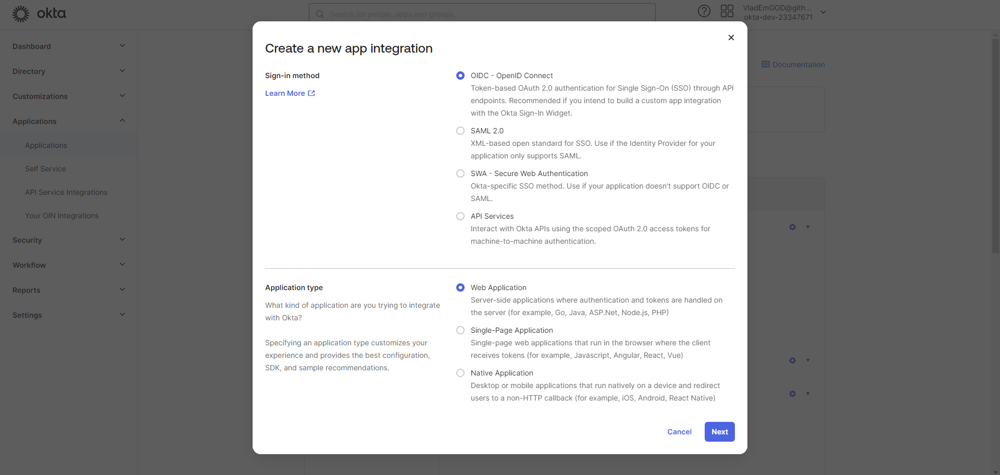 okta
Search for people, apps and groups
VladEmGOD@gith...
okta-dev-23347671
Dashboard
Directory
Customizations
Applications
Applications
Self Service
API Service Integrations
Your OIN Integrations
Security
Workflow
Reports
Settings
Documentation
Create a new app integration
Sign-in method
Learn More
OIDC - OpenID Connect
Token-based OAuth 2.0 authentication for Single Sign-On (SSO) through API
endpoints. Recommended if you intend to build a custom app integration
with the Okta Sign-In Widget.
SAML 2.0
XML-based open standard for SSO. Use if the Identity Provider for your
application only supports SAML.
SWA - Secure Web Authentication
Okta-specific SSO method. Use if your application doesn't support OIDC or
SAML.
API Services
Interact with Okta APIs using the scoped OAuth 2.0 access tokens for
machine-to-machine authentication.
Application type
What kind of application are you trying to integrate
with Okta?
Specifying an application type customizes your
experience and provides the best configuration,
SDK, and sample recommendations.
Web Application
Server-side applications where authentication and tokens are handled on
the server (for example, Go, Java, ASP.Net, Node.js, PHP)
Single-Page Application
Single-page web applications that run in the browser where the client
receives tokens (for example, Javascript, Angular, React, Vue)
Native Application
Desktop or mobile applications that run natively on a device and redirect
users to a non-HTTP callback (for example, iOS, Android, React Native)
Cancel
Next